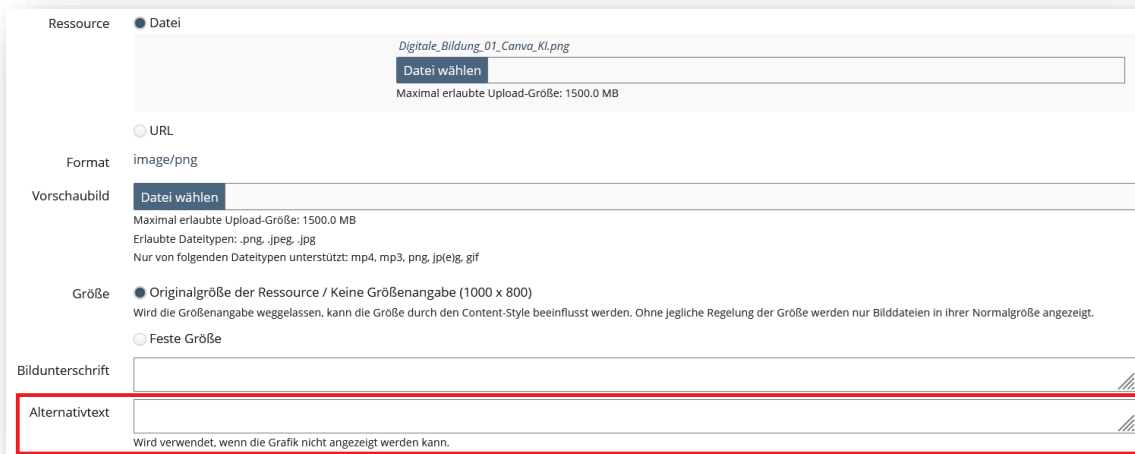 Ressource
Datei
Digitale_Bildung_01_Canva_KI.png
Datei wählen
Maximal erlaubte Upload-Größe: 1500.0 MB
URL
Format
image/png
Vorschaubild
Datei wählen
Maximal erlaubte Upload-Größe: 1500.0 MB
Erlaubte Dateitypen: .png, .jpeg, .jpg
Nur von folgenden Dateitypen unterstützt: mp4, mp3, png, jp(e)g, gif
Größe
Originalgröße der Ressource / Keine Größenangabe (1000 x 800)
Wird die Größenangabe weggelassen, kann die Größe durch den Content-Style beeinflusst werden. Ohne jegliche Regelung der Größe werden nur Bilddateien in ihrer Normalgröße angezeigt.
Feste Größe
Bildunterschrift
Alternativtext
Wird verwendet, wenn die Grafik nicht angezeigt werden kann.